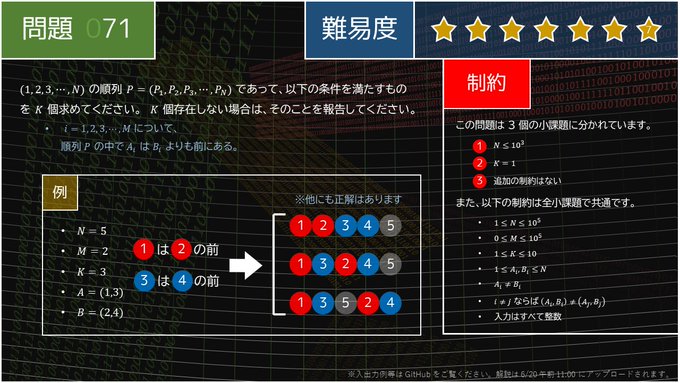 問題 071
難易度
7
(1, 2, 3, ⋯, N) の順列 P = (P₁, P₂, P₃, ⋯, P_N) であって、以下の条件を満たすもの
を K 個求めてください。 K 個存在しない場合は、そのことを報告してください。
• i = 1, 2, 3, ⋯, M について、
順列 P の中で Aᵢ は Bᵢ よりも前にある。
例
• N = 5
• M = 2
• K = 3
• A = (1,3)
• B = (2,4)
1 は 2 の前
3 は 4 の前
※他にも正解はあります
1 2 3 4 5
1 3 2 4 5
1 3 5 2 4
制約
この問題は 3 個の小課題に分かれています。
1 N ≤ 10³
2 K = 1
3 追加の制約はない
また、以下の制約は全小課題で共通です。
• 1 ≤ N ≤ 10⁵
• 0 ≤ M ≤ 10⁵
• 1 ≤ K ≤ 10
• 1 ≤ Aᵢ, Bᵢ ≤ N
• Aᵢ ≠ Bᵢ
• i ≠ j ならば (Aᵢ, Bᵢ) ≠ (Aⱼ, Bⱼ)
• 入力はすべて整数
※入出力例等は GitHub をご覧ください。解説は 6/20 午前 11:00 にアップロードされます。